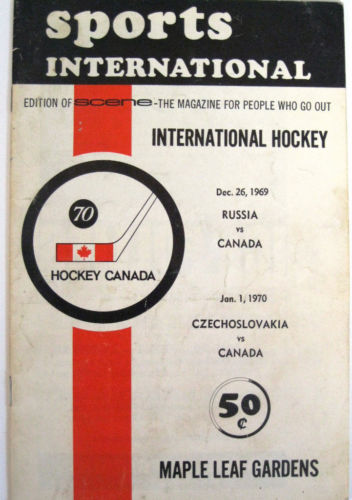 sports
INTERNATIONAL
EDITION OF scene-THE MAGAZINE FOR PEOPLE WHO GO OUT
INTERNATIONAL HOCKEY
Dec. 26, 1969
RUSSIA
vs
CANADA
70
HOCKEY CANADA
Jan. 1, 1970
CZECHOSLOVAKIA
vs
CANADA
50
¢
MAPLE LEAF GARDENS